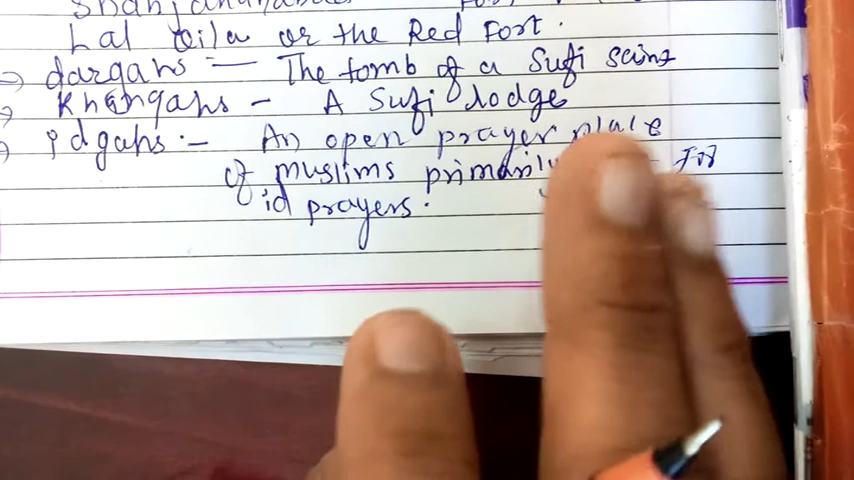 Shahjahanabad
Lal Qila or the Red Fort.
dargahs — The tomb of a Sufi saint
Khanqahs - A Sufi lodge
idgahs :- An open prayer place
of muslims primarily For
id prayers.